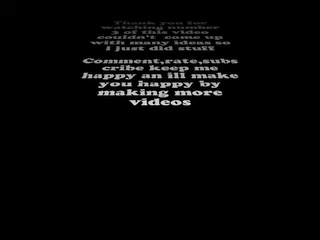 Thank you for
watching number
3 of this video
couldn't come up
with many ideas so
I just did stuff
Comment,rate,subs
cribe keep me
happy an ill make
you happy by
making more
videos